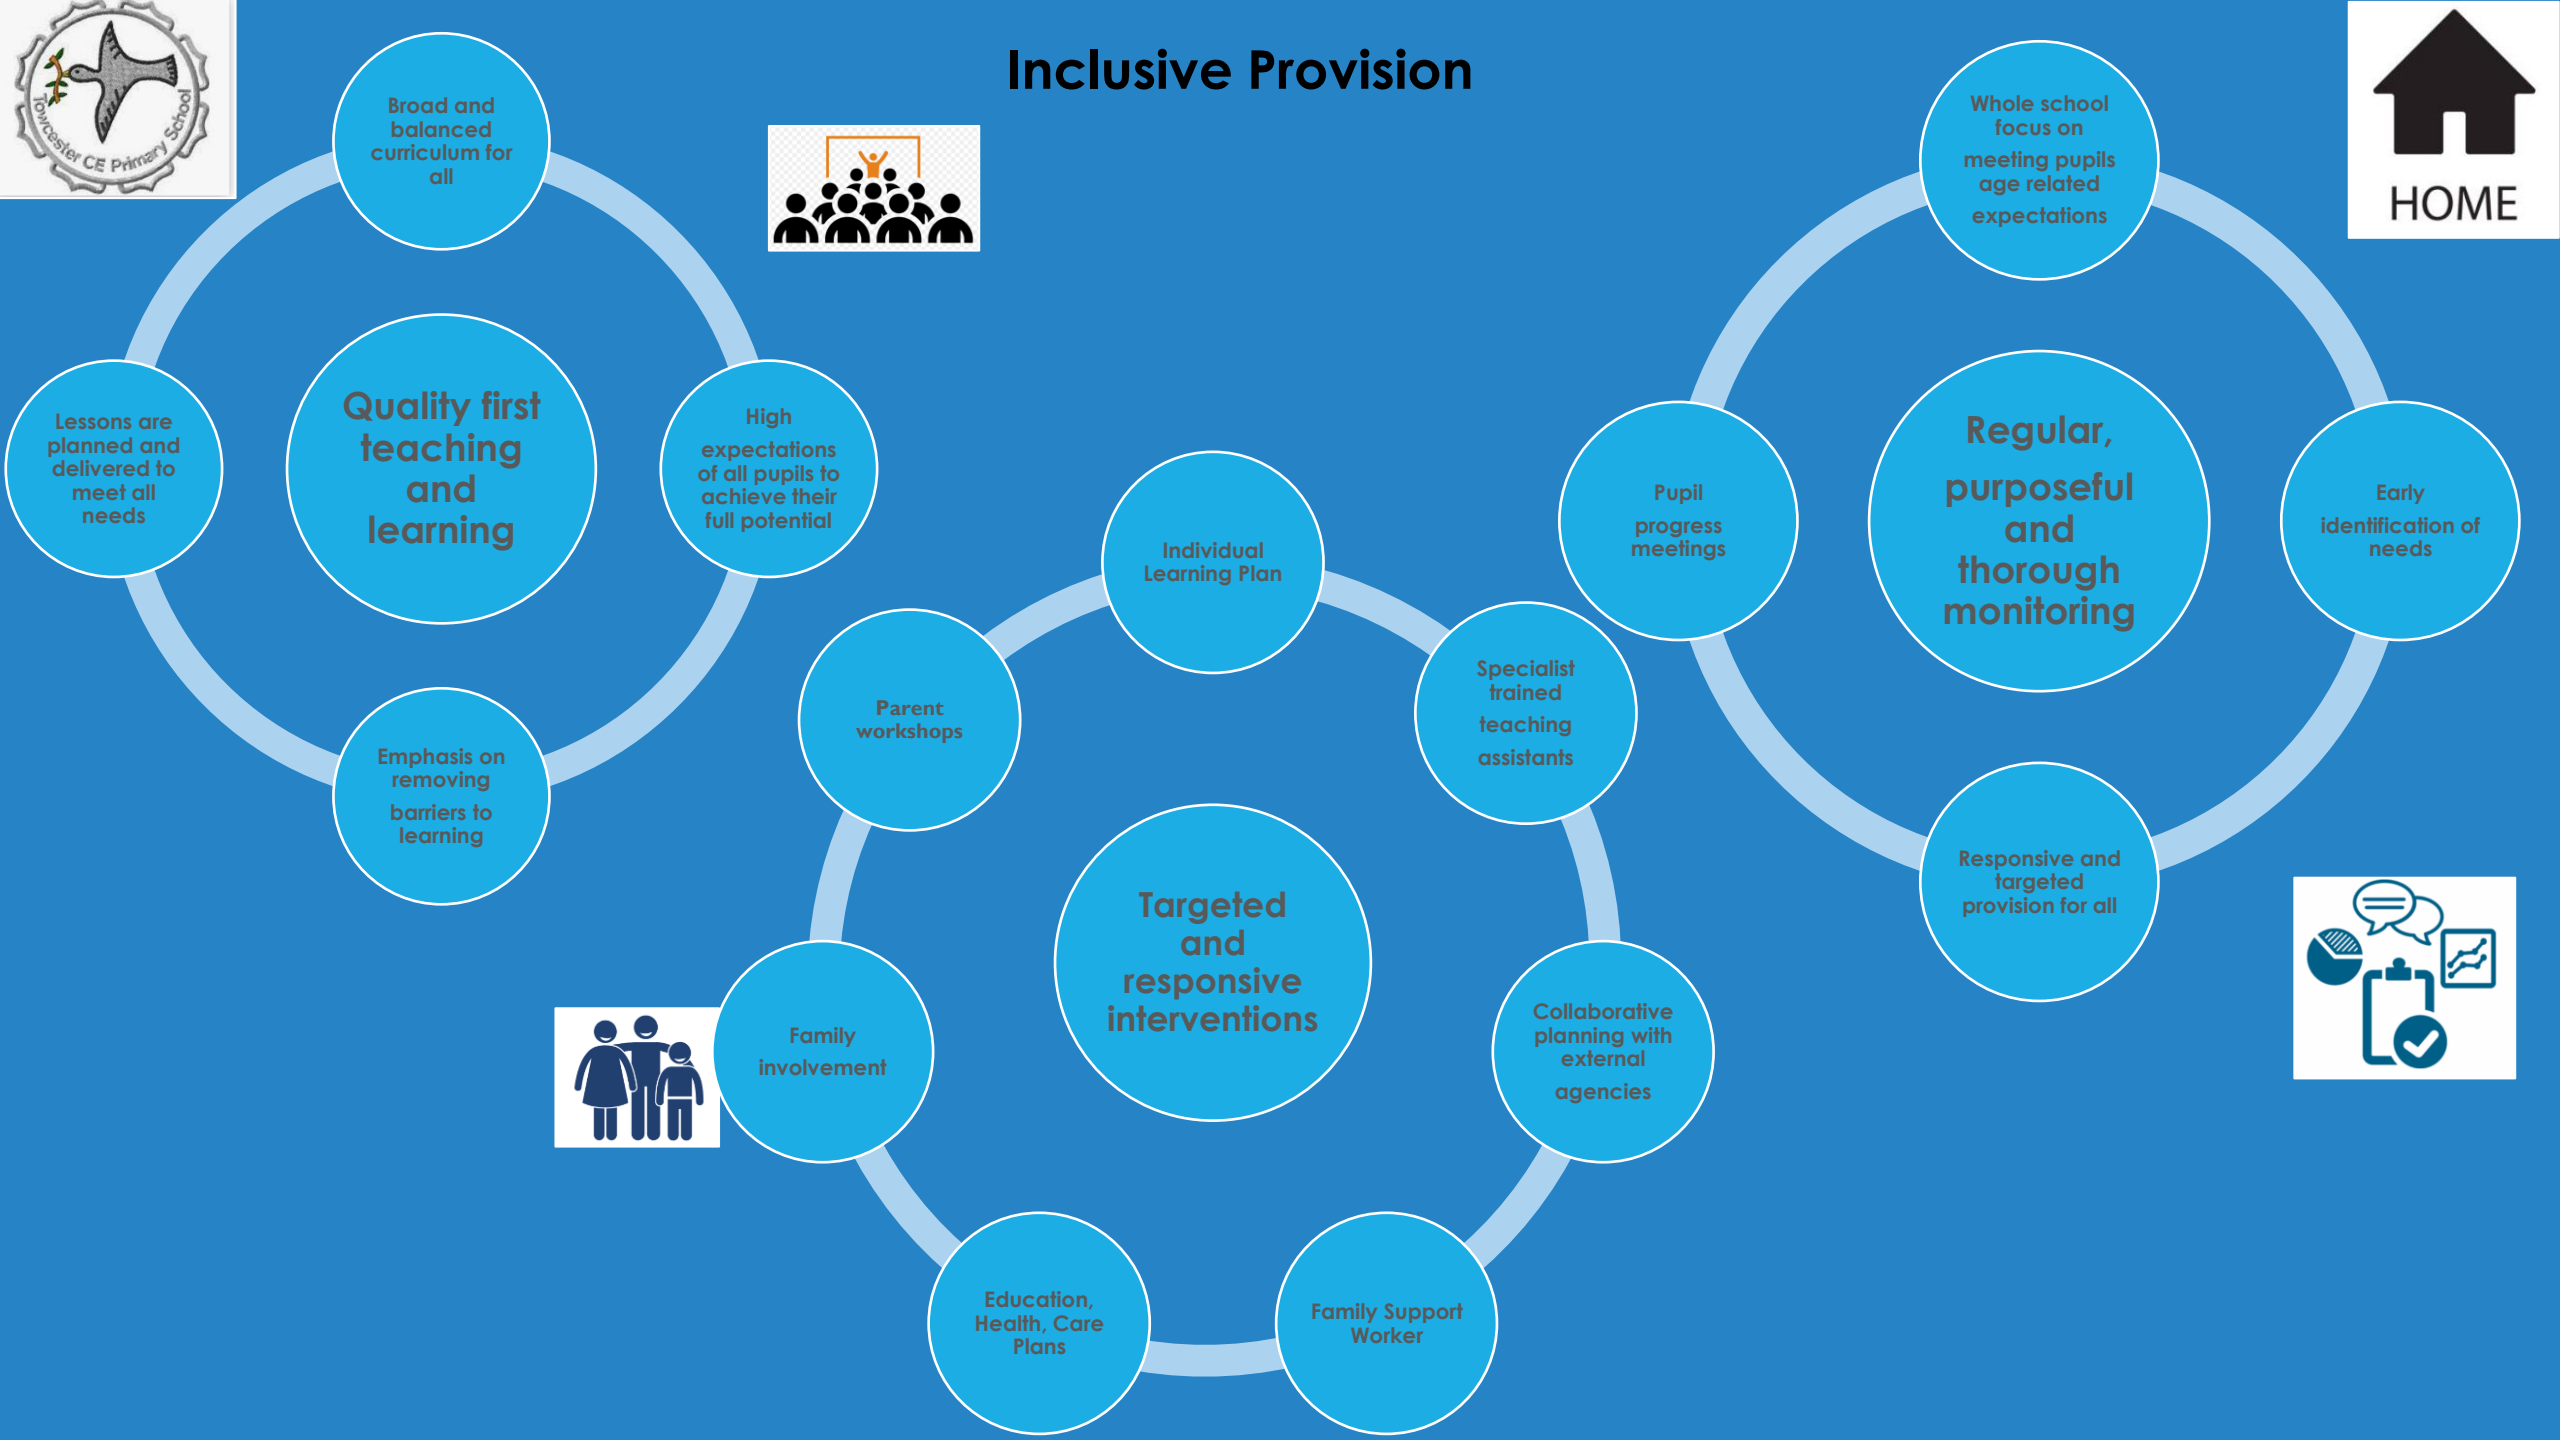 Towcester CE Primary School
Inclusive Provision
HOME
Broad and
balanced
curriculum for
all
Quality first
teaching
and
learning
Lessons are
planned and
delivered to
meet all
needs
High
expectations
of all pupils to
achieve their
full potential
Emphasis on
removing
barriers to
learning
Individual
Learning Plan
Specialist
trained
teaching
assistants
Parent
workshops
Targeted
and
responsive
interventions
Family
involvement
Collaborative
planning with
external
agencies
Education,
Health, Care
Plans
Family Support
Worker
Whole school
focus on
meeting pupils
age related
expectations
Pupil
progress
meetings
Regular,
purposeful
and
thorough
monitoring
Early
identification of
needs
Responsive and
targeted
provision for all